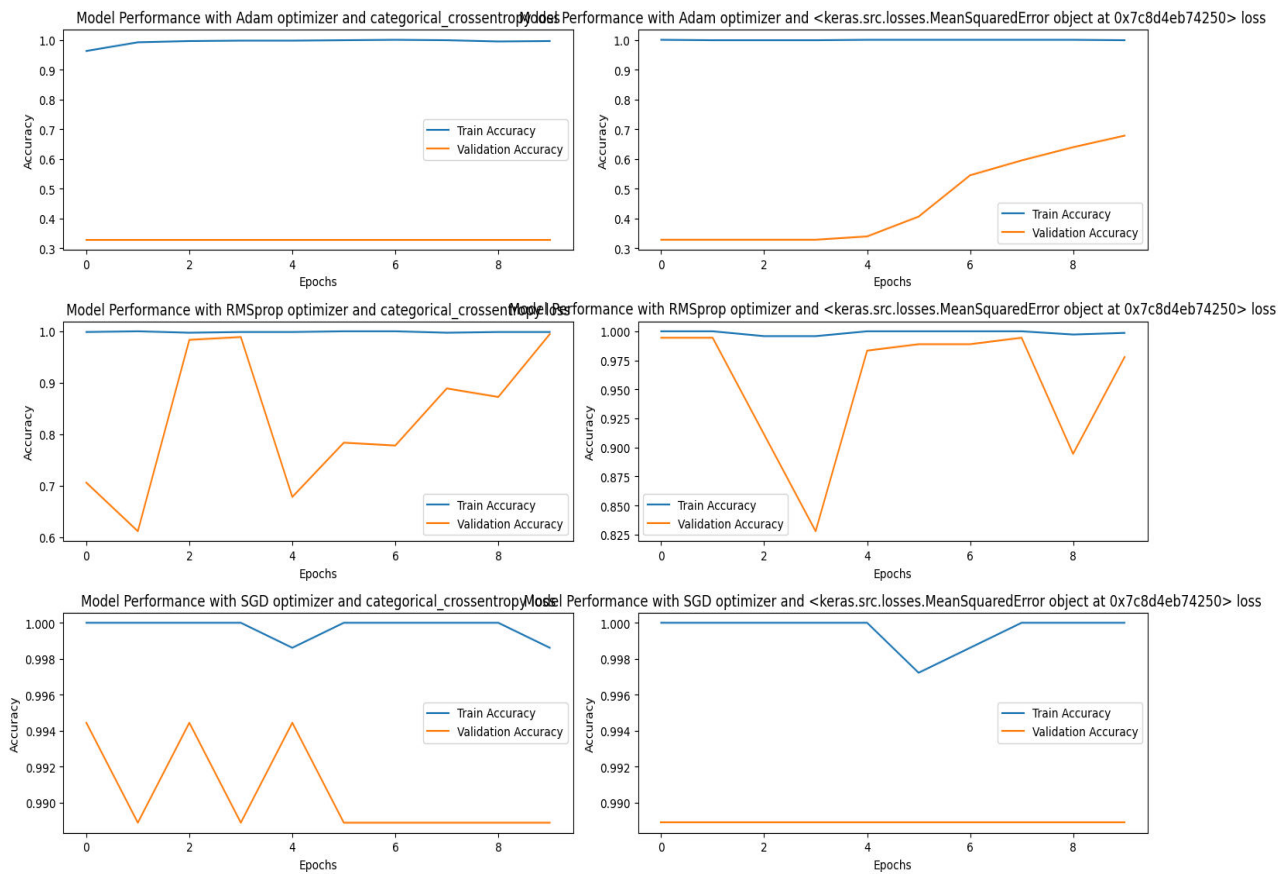 Model Performance with Adam optimizer and categorical_crossentropy loss
Model Performance with Adam optimizer and <keras.src.losses.MeanSquaredError object at 0x7c8d4eb74250> loss
1.0
0.9
0.8
0.7
0.6
0.5
0.4
0.3
Accuracy
Train Accuracy
Validation Accuracy
0 2 4 6 8
Epochs
1.0
0.9
0.8
0.7
0.6
0.5
0.4
0.3
Accuracy
Train Accuracy
Validation Accuracy
0 2 4 6 8
Epochs
Model Performance with RMSprop optimizer and categorical_crossentropy loss
Model Performance with RMSprop optimizer and <keras.src.losses.MeanSquaredError object at 0x7c8d4eb74250> loss
1.0
0.9
0.8
0.7
0.6
Accuracy
Train Accuracy
Validation Accuracy
0 2 4 6 8
Epochs
1.000
0.975
0.950
0.925
0.900
0.875
0.850
0.825
Accuracy
Train Accuracy
Validation Accuracy
0 2 4 6 8
Epochs
Model Performance with SGD optimizer and categorical_crossentropy loss
Model Performance with SGD optimizer and <keras.src.losses.MeanSquaredError object at 0x7c8d4eb74250> loss
1.000
0.998
0.996
0.994
0.992
0.990
Accuracy
Train Accuracy
Validation Accuracy
0 2 4 6 8
Epochs
1.000
0.998
0.996
0.994
0.992
0.990
Accuracy
Train Accuracy
Validation Accuracy
0 2 4 6 8
Epochs